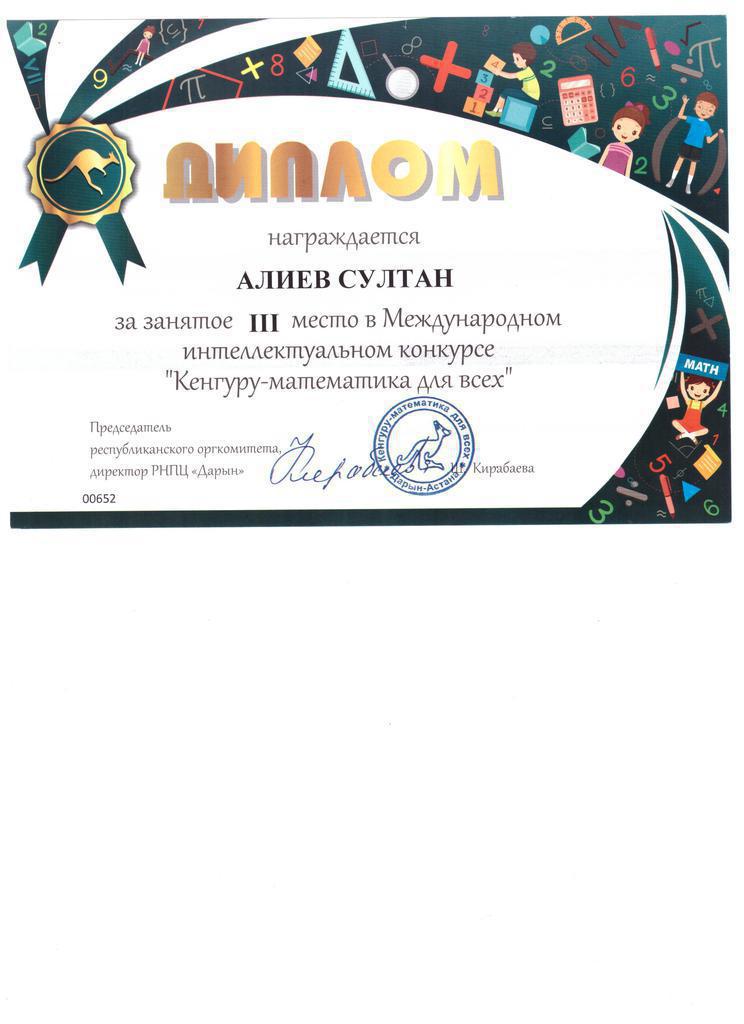 ДИПЛОМ
награждается
АЛИЕВ СУЛТАН
за занятое III место в Международном
интеллектуальном конкурсе
"Кенгуру-математика для всех"
Председатель
республиканского оргкомитета,
директор РНПЦ «Дарын»
Ш. Кирабаева
00652
Кенгуру-математика для всех
Дарын-Астана
MATH